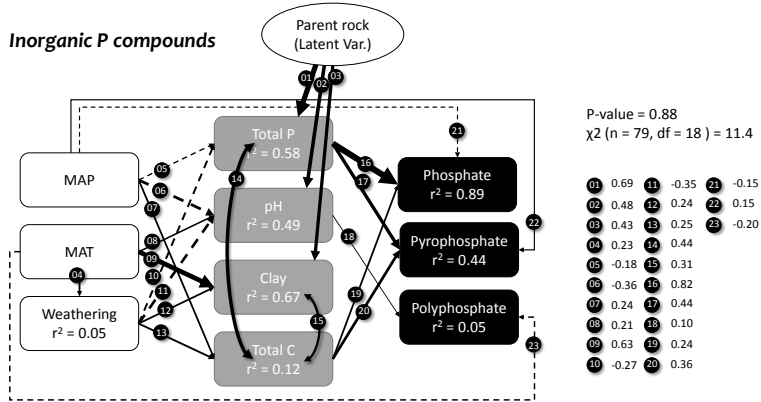 Inorganic P compounds
Parent rock
(Latent Var.)
01
02
03
P-value = 0.88
χ2 (n = 79, df = 18 ) = 11.4
Total P
r² = 0.58
21
MAP
05
06
07
14
16
17
Phosphate
r² = 0.89
pH
r² = 0.49
MAT
08
09
18
22
Pyrophosphate
r² = 0.44
04
10
11
12
13
Clay
r² = 0.67
Weathering
r² = 0.05
15
19
20
Polyphosphate
r² = 0.05
23
Total C
r² = 0.12
01 0.69 11 -0.35 21 -0.15
02 0.48 12 0.24 22 0.15
03 0.43 13 0.25 23 -0.20
04 0.23 14 0.44
05 -0.18 15 0.31
06 -0.36 16 0.82
07 0.24 17 0.44
08 0.21 18 0.10
09 0.63 19 0.24
10 -0.27 20 0.36